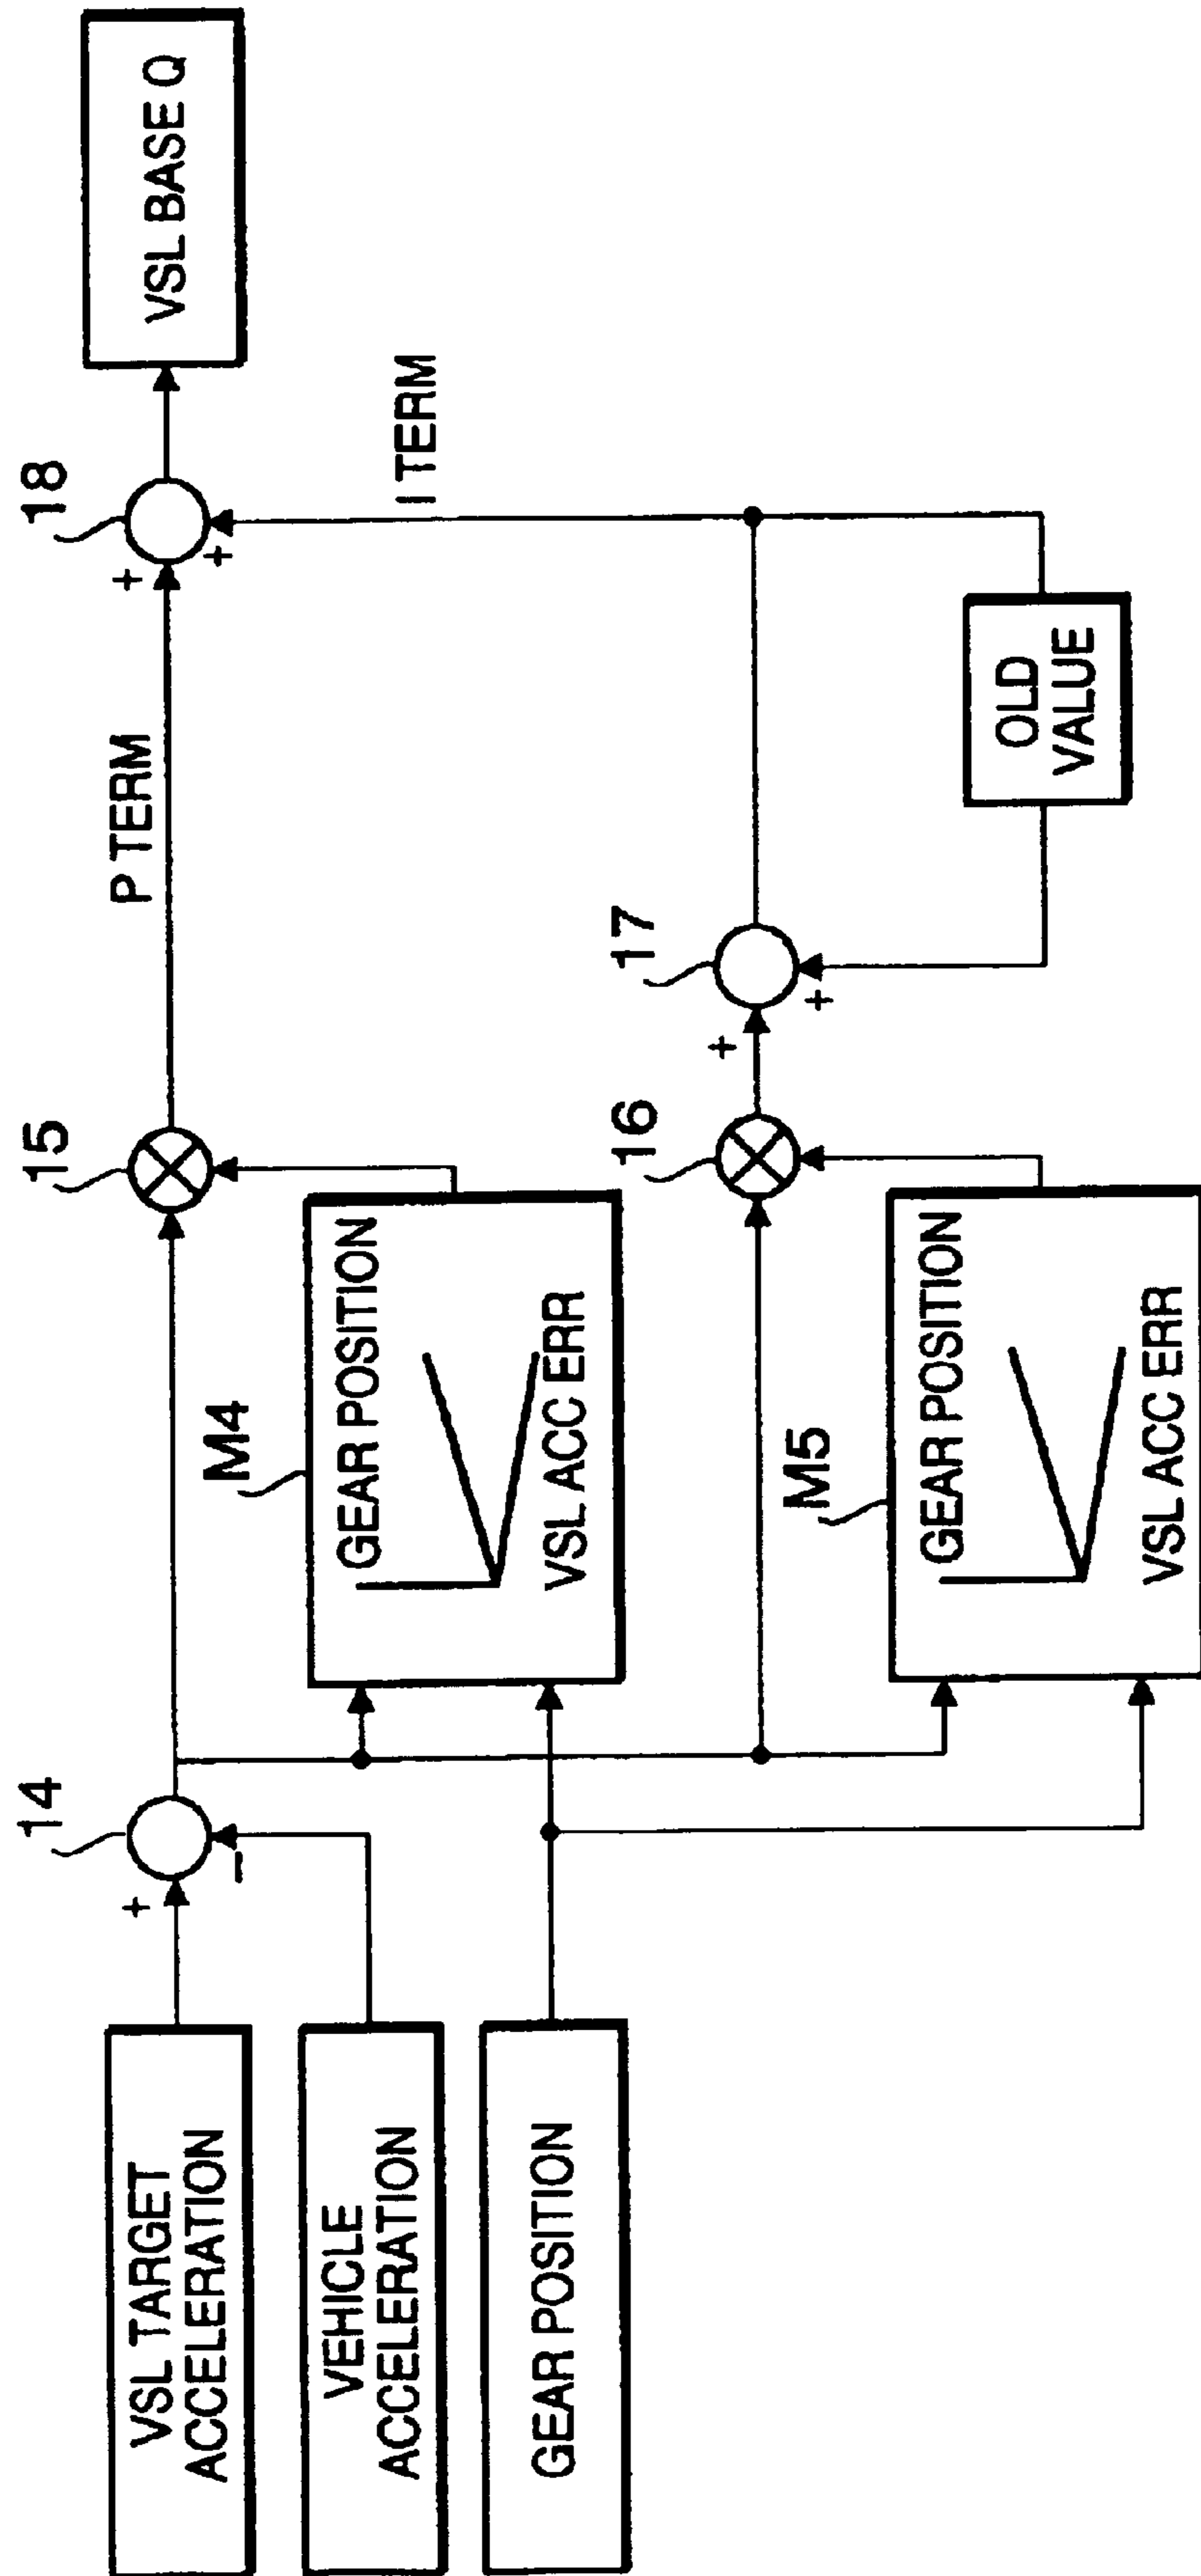 VSL TARGET
ACCELERATION
+
14
−
VEHICLE
ACCELERATION
GEAR POSITION
M4
GEAR POSITION
VSL ACC ERR
15
P TERM
+
18
+
VSL BASE Q
I TERM
M5
GEAR POSITION
VSL ACC ERR
16
+
17
+
OLD
VALUE